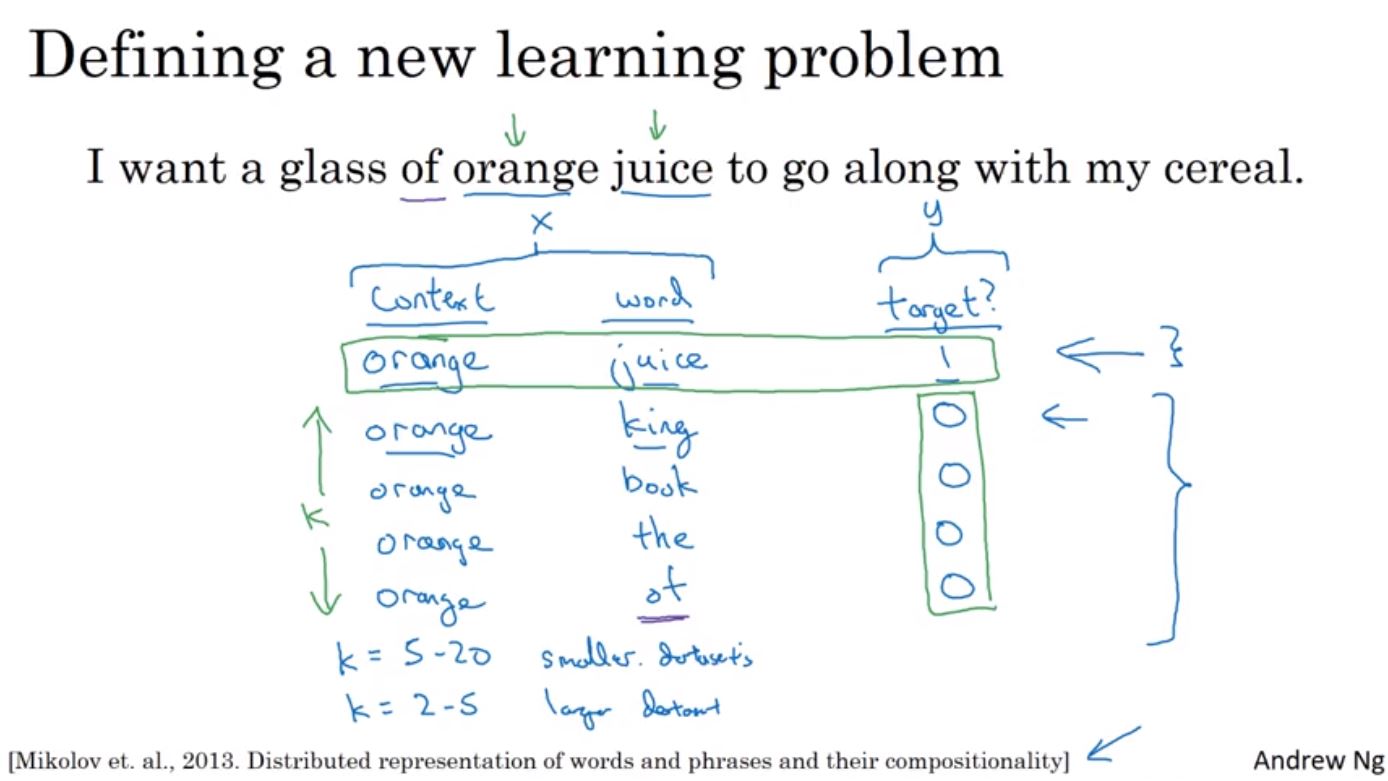 Defining a new learning problem
I want a glass of orange juice to go along with my cereal.
x y
context word target?
orange juice 1
orange king 0
orange book 0
orange the 0
orange of 0
k
k = 5-20 smaller. datasets
k = 2-5 larger dataset
[Mikolov et. al., 2013. Distributed representation of words and phrases and their compositionality]
Andrew Ng